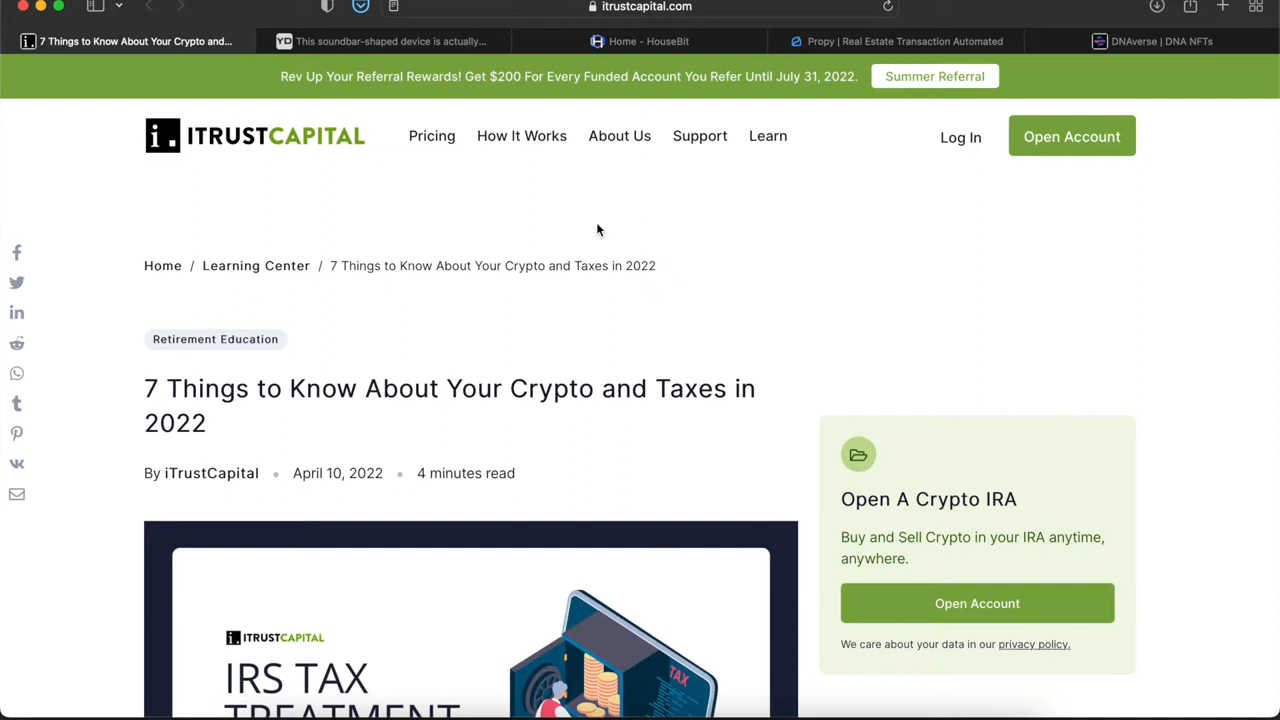 itrustcapital.com
7 Things to Know About Your Crypto and...
YD This soundbar-shaped device is actually...
Home - HouseBit
Propy | Real Estate Transaction Automated
DNAverse | DNA NFTs
Rev Up Your Referral Rewards! Get $200 For Every Funded Account You Refer Until July 31, 2022.
Summer Referral
i. ITRUSTCAPITAL
Pricing
How It Works
About Us
Support
Learn
Log In
Open Account
Home / Learning Center / 7 Things to Know About Your Crypto and Taxes in 2022
Retirement Education
7 Things to Know About Your Crypto and Taxes in
2022
By iTrustCapital • April 10, 2022 • 4 minutes read
Open A Crypto IRA
Buy and Sell Crypto in your IRA anytime,
anywhere.
Open Account
We care about your data in our privacy policy.
i. ITRUSTCAPITAL
IRS TAX
TREATMENT
TAX